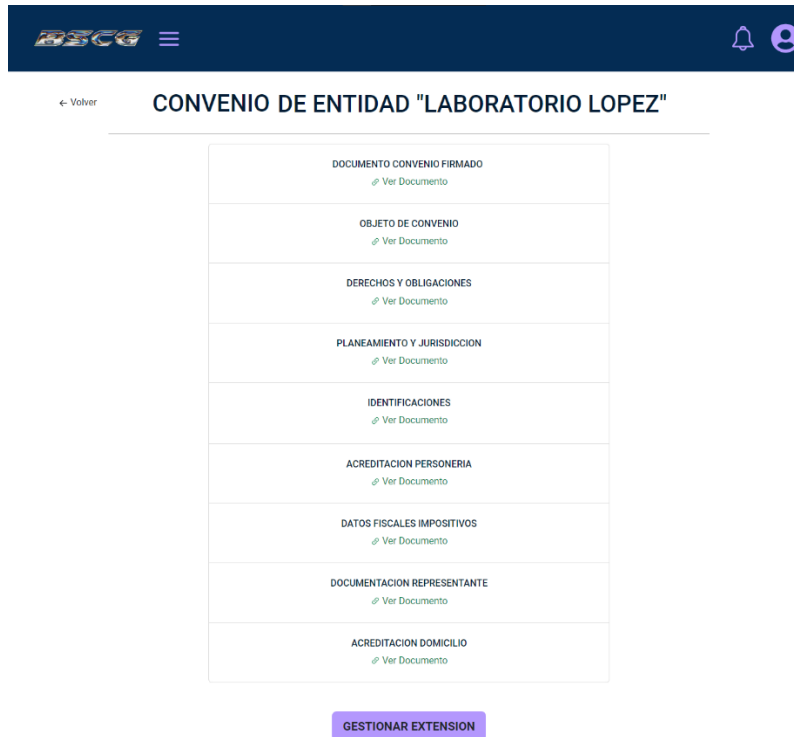 BSCG
← Volver
CONVENIO DE ENTIDAD "LABORATORIO LOPEZ"
DOCUMENTO CONVENIO FIRMADO
Ver Documento
OBJETO DE CONVENIO
Ver Documento
DERECHOS Y OBLIGACIONES
Ver Documento
PLANEAMIENTO Y JURISDICCION
Ver Documento
IDENTIFICACIONES
Ver Documento
ACREDITACION PERSONERIA
Ver Documento
DATOS FISCALES IMPOSITIVOS
Ver Documento
DOCUMENTACION REPRESENTANTE
Ver Documento
ACREDITACION DOMICILIO
Ver Documento
GESTIONAR EXTENSION